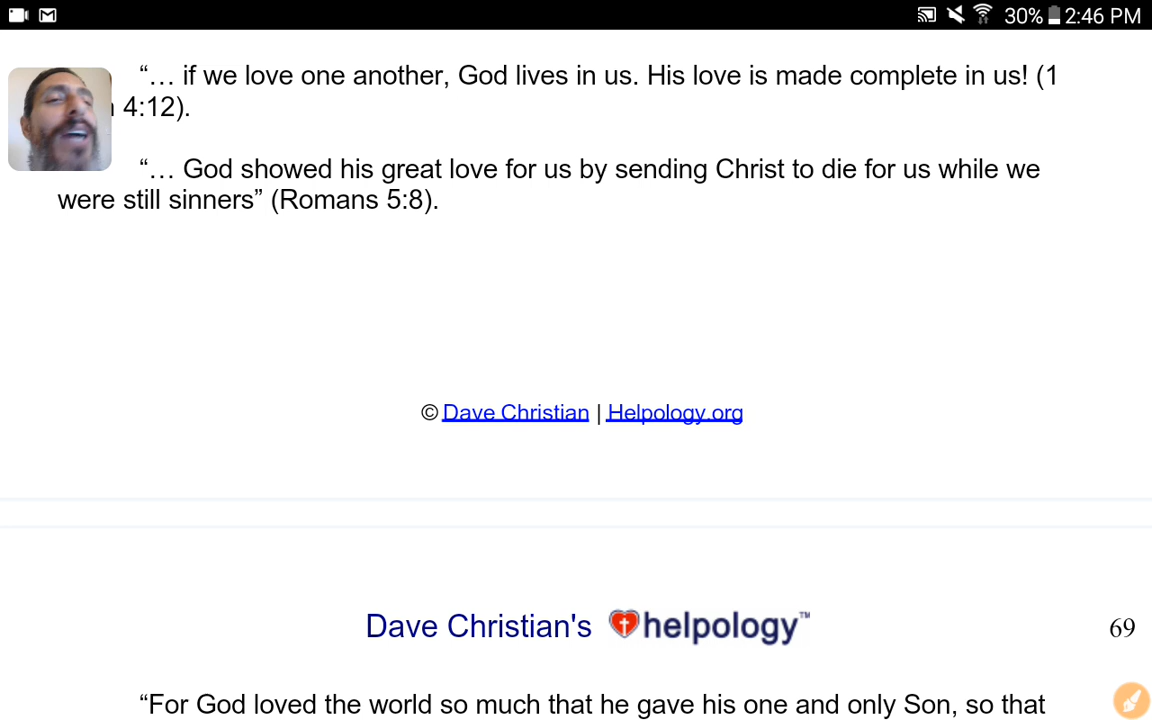 30% 2:46 PM
“… if we love one another, God lives in us. His love is made complete in us! (1
4:12).
“… God showed his great love for us by sending Christ to die for us while we
were still sinners” (Romans 5:8).
© Dave Christian | Helpology.org
Dave Christian's helpology™ 69
“For God loved the world so much that he gave his one and only Son, so that